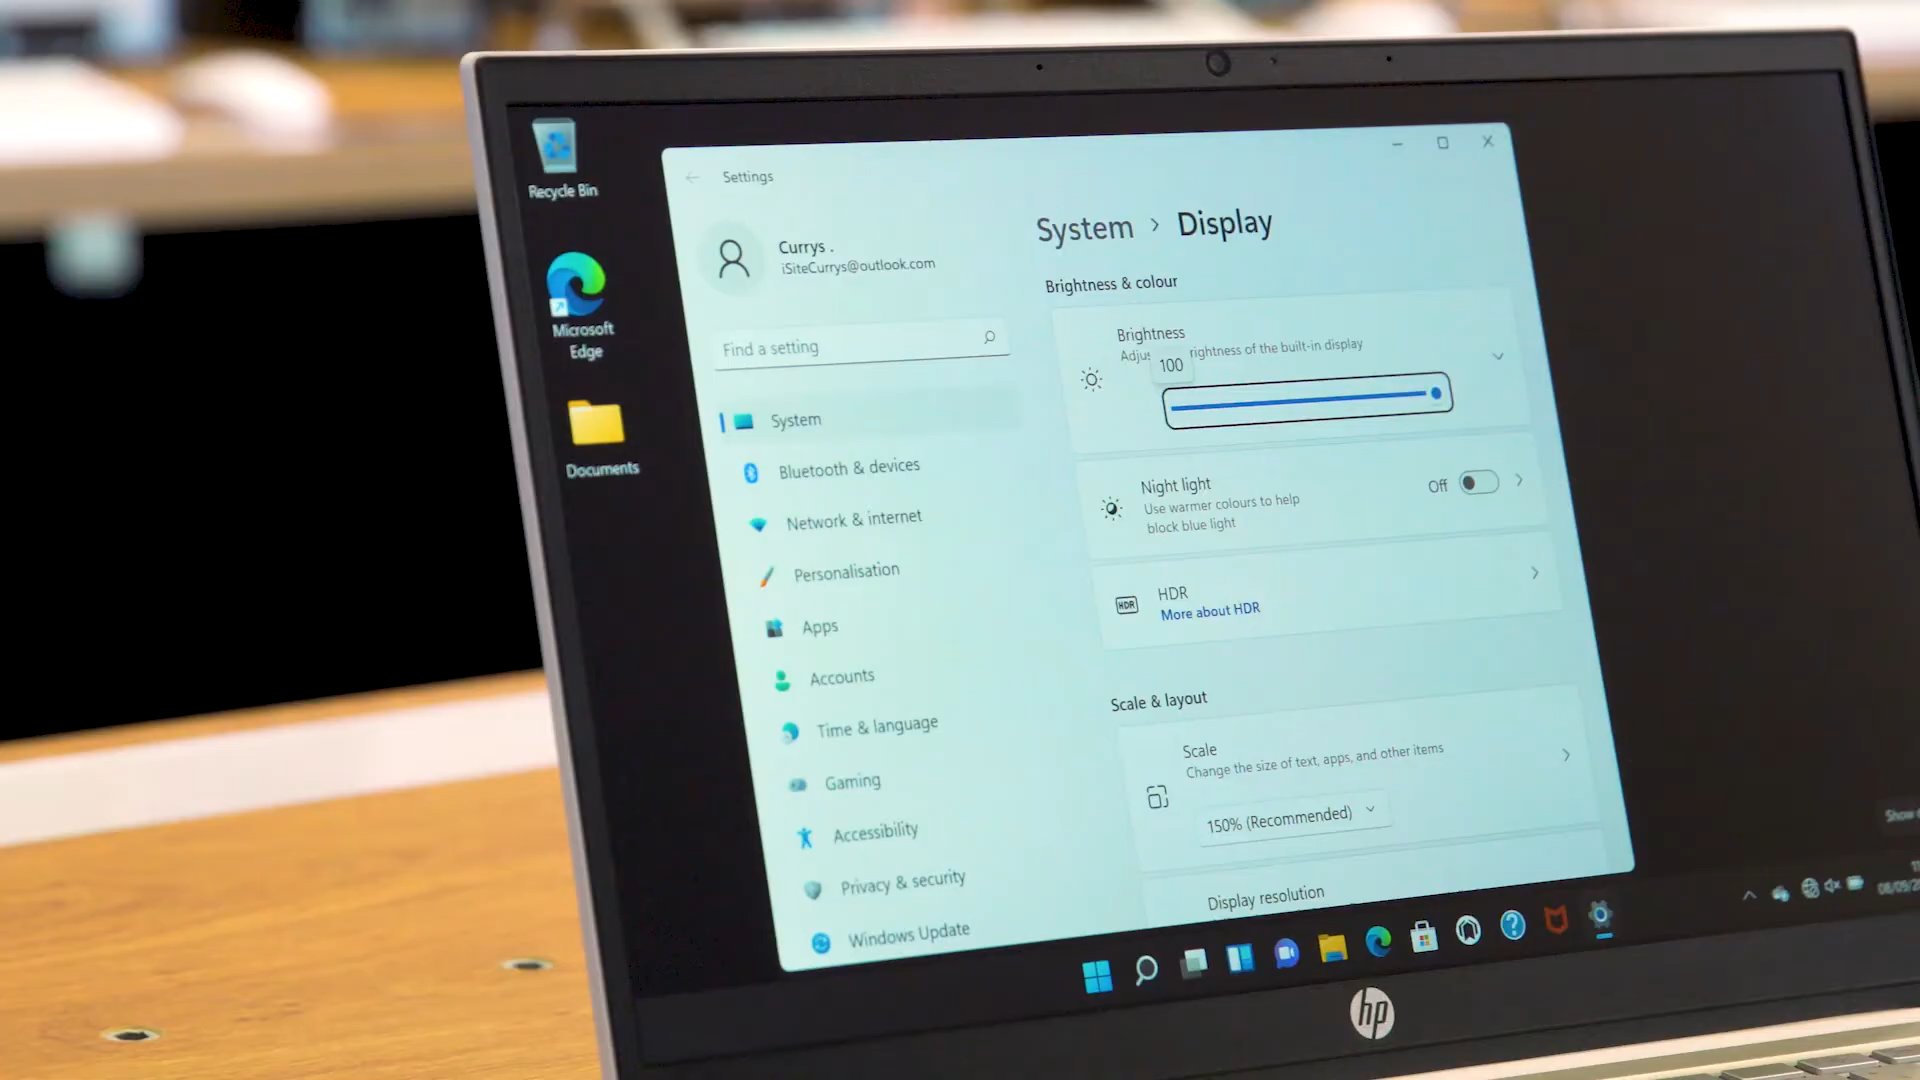 Recycle Bin
Microsoft
Edge
Documents
Settings
Currys .
iSiteCurrys@outlook.com
Find a setting
System
Bluetooth & devices
Network & internet
Personalisation
Apps
Accounts
Time & language
Gaming
Accessibility
Privacy & security
Windows Update
System › Display
Brightness & colour
Brightness
Adjus rightness of the built-in display
100
Night light
Use warmer colours to help
block blue light
Off
HDR
HDR
More about HDR
Scale & layout
Scale
Change the size of text, apps, and other items
150% (Recommended)
Display resolution
Show
hp